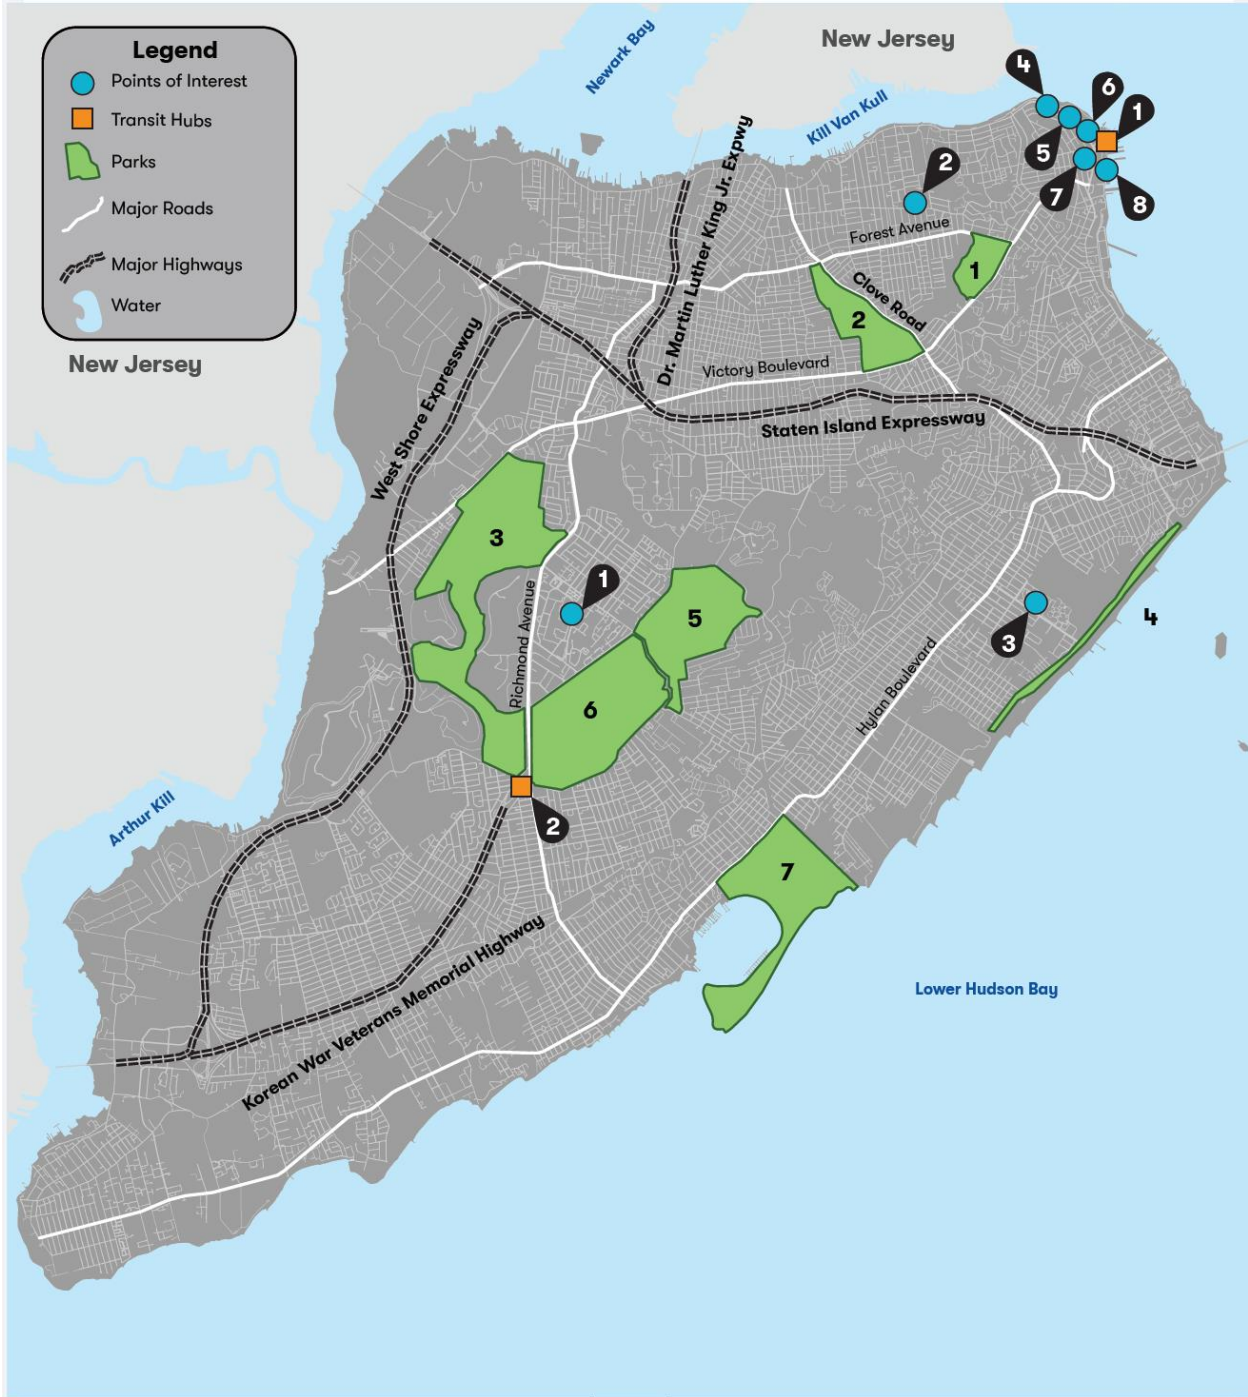 Legend
Points of Interest
Transit Hubs
Parks
Major Roads
Major Highways
Water
New Jersey
New Jersey
Newark Bay
Kill Van Kull
Arthur Kill
Lower Hudson Bay
Dr. Martin Luther King Jr. Expwy
West Shore Expressway
Staten Island Expressway
Korean War Veterans Memorial Highway
Forest Avenue
Clove Road
Victory Boulevard
Richmond Avenue
Hylan Boulevard
4
6
1
5
7
8
2
1
2
3
1
5
3
4
6
2
7